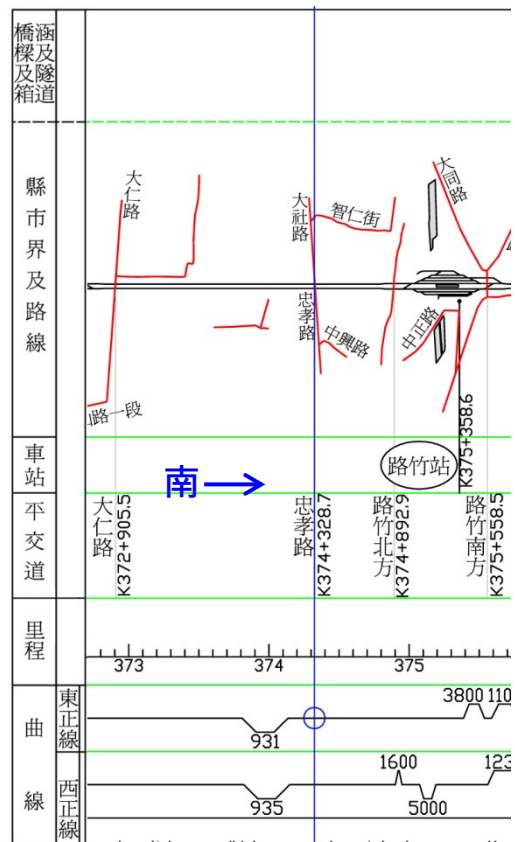 橋樑及箱
涵及隧道
縣市界及路線
大仁路
大社路
智仁街
大同路
忠孝路
中興路
中正路
路一段
K375+358.6
車站
路竹站
南
平交道
大仁路
K372+905.5
忠孝路
K374+328.7
路竹北方
K374+892.9
路竹南方
K375+558.5
里程
373
374
375
曲線
東正線
931
3800
110
西正線
935
1600
5000
123